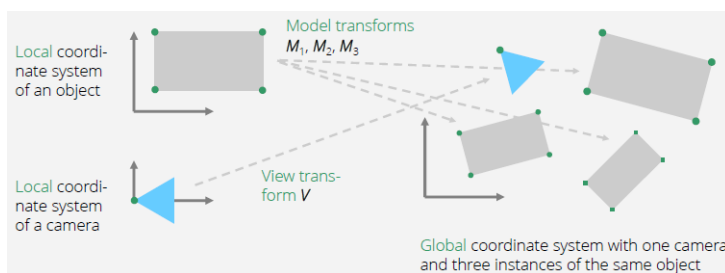 Local coordi-
nate system
of an object
Model transforms
M₁, M₂, M₃
Local coordi-
nate system
of a camera
View trans-
form V
Global coordinate system with one camera
and three instances of the same object